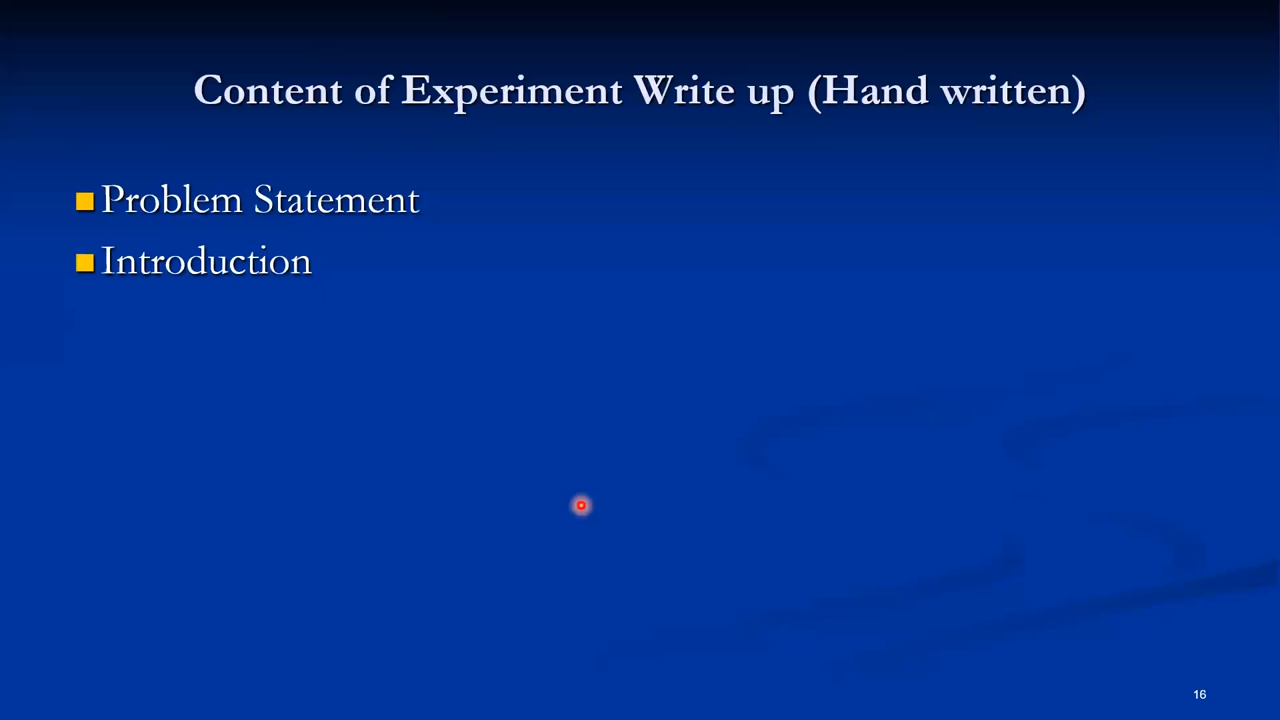 Content of Experiment Write up (Hand written)
Problem Statement
Introduction
16